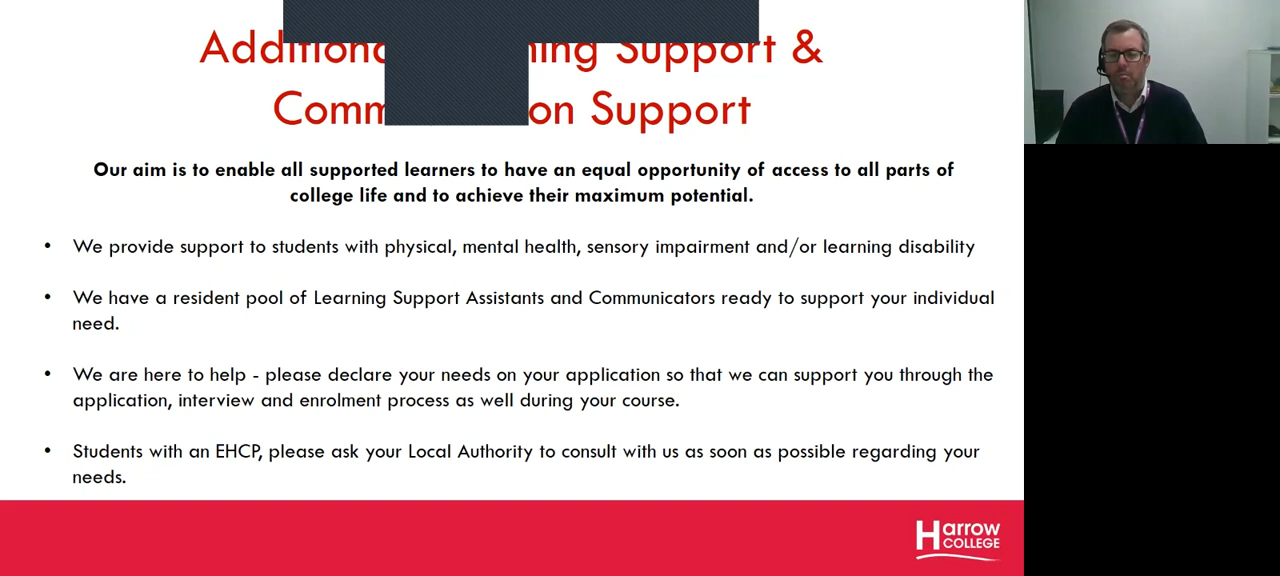 Support &
Support
Our aim is to enable all supported learners to have an equal opportunity of access to all parts of
college life and to achieve their maximum potential.
• We provide support to students with physical, mental health, sensory impairment and/or learning disability
• We have a resident pool of Learning Support Assistants and Communicators ready to support your individual
need.
• We are here to help - please declare your needs on your application so that we can support you through the
application, interview and enrolment process as well during your course.
• Students with an EHCP, please ask your Local Authority to consult with us as soon as possible regarding your
needs.
Harrow
COLLEGE